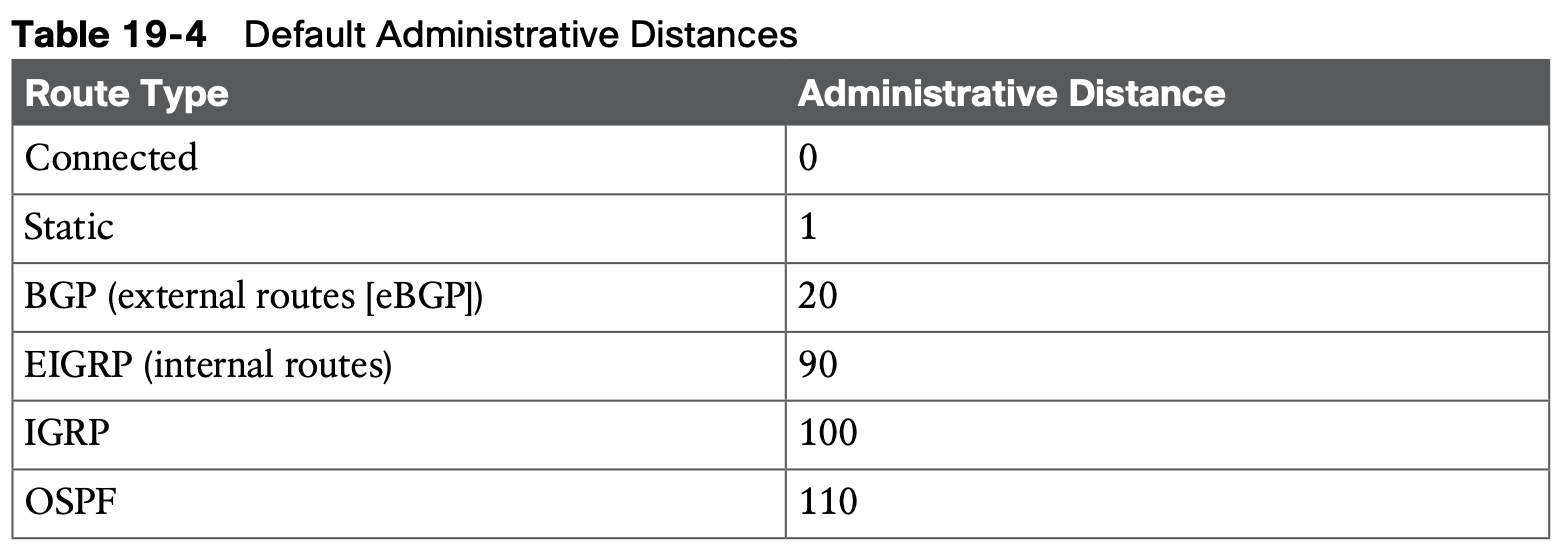 Table 19-4 Default Administrative Distances
Route Type Administrative Distance
Connected 0
Static 1
BGP (external routes [eBGP]) 20
EIGRP (internal routes) 90
IGRP 100
OSPF 110